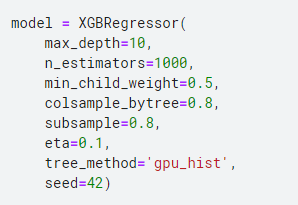 model = XGBRegressor(
    max_depth=10,
    n_estimators=1000,
    min_child_weight=0.5,
    colsample_bytree=0.8,
    subsample=0.8,
    eta=0.1,
    tree_method='gpu_hist',
    seed=42)